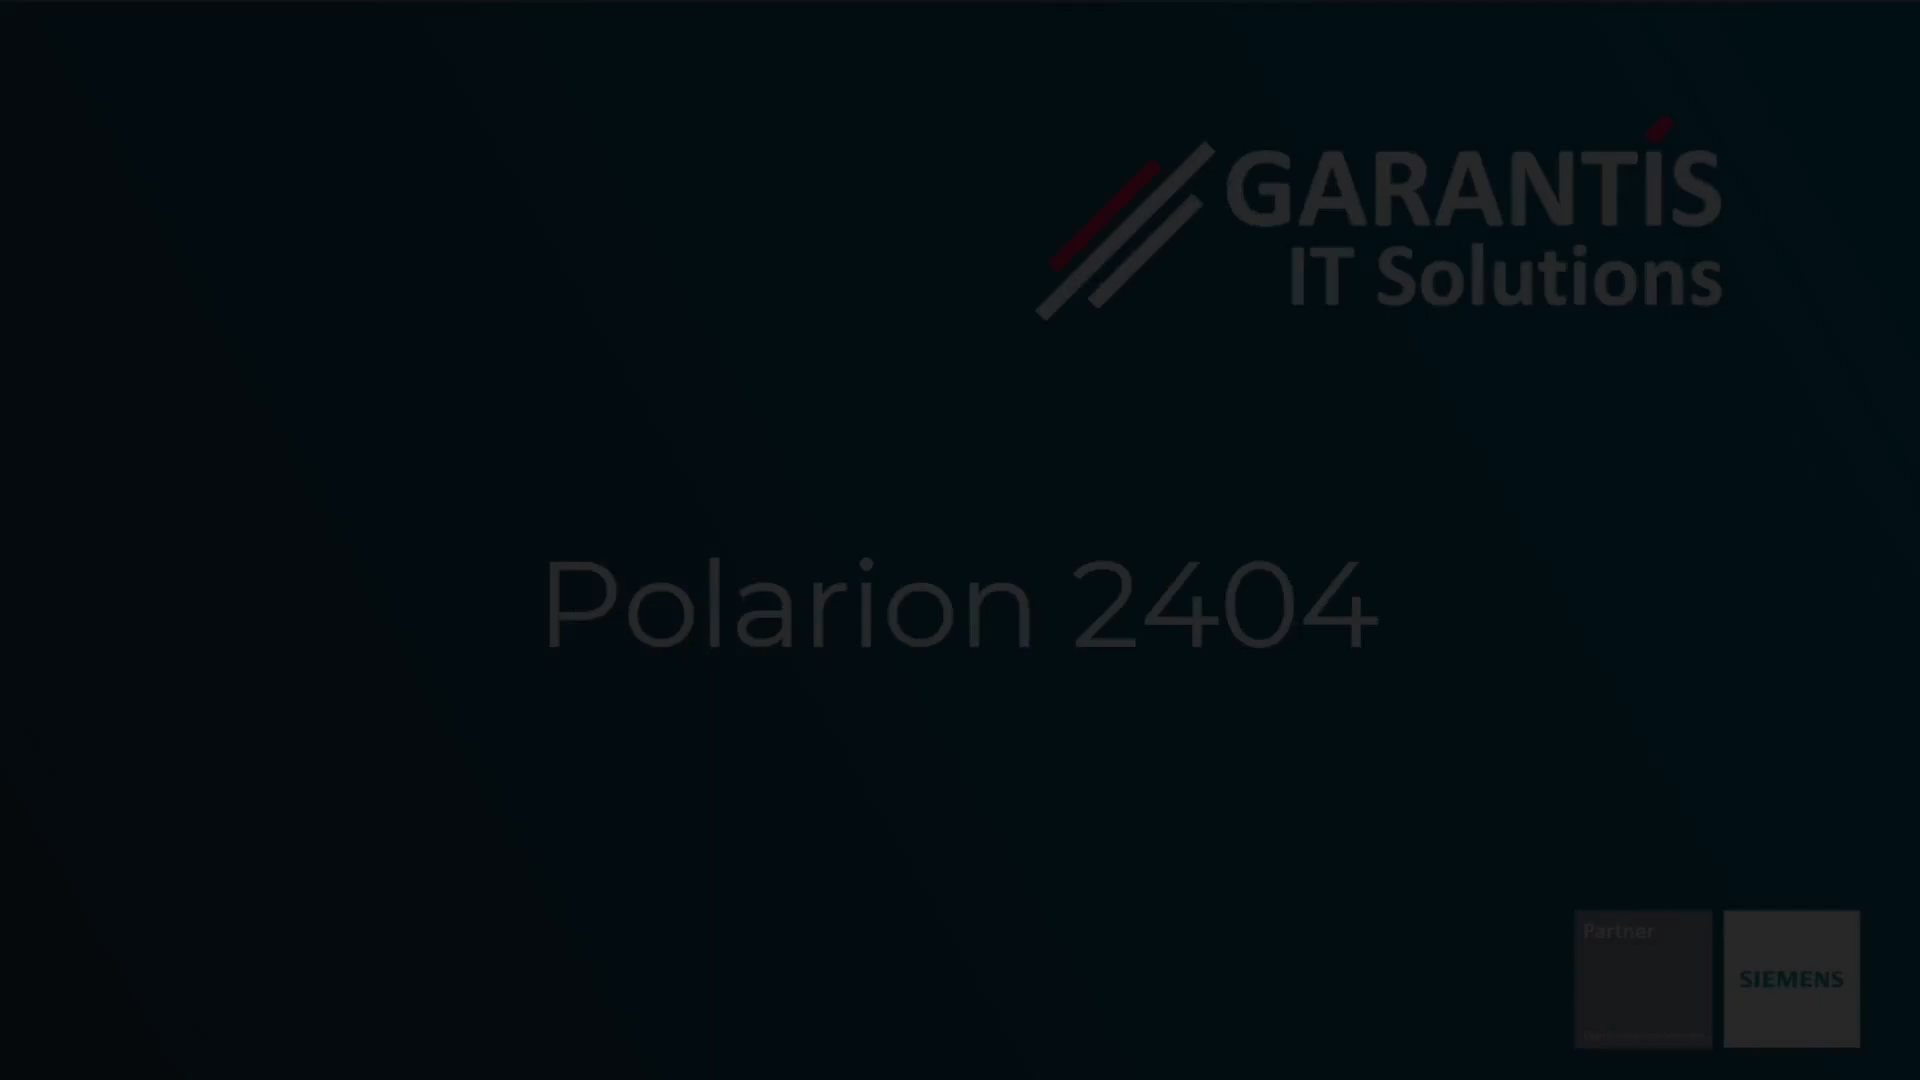 GARANTIS
IT Solutions
Polarion 2404
Partner
SIEMENS